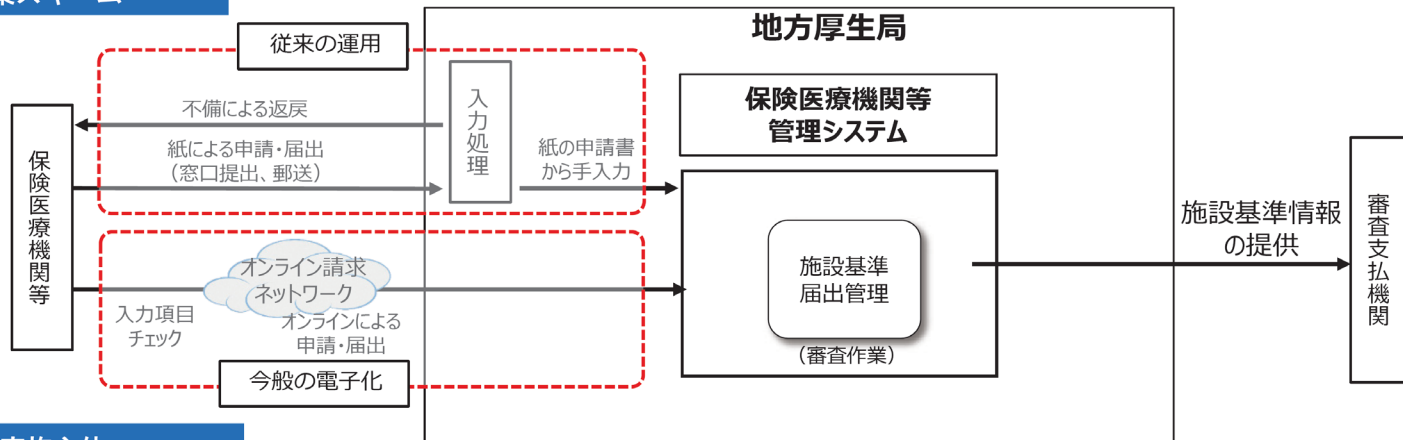 従来の運用
地方厚生局
保険医療機関等
不備による返戻
紙による申請・届出
(窓口提出、郵送)
入力処理
紙の申請書
から手入力
保険医療機関等
管理システム
オンライン請求
ネットワーク
入力項目
チェック
オンラインによる
申請・届出
今般の電子化
施設基準
届出管理
(審査作業)
施設基準情報
の提供
審査支払機関